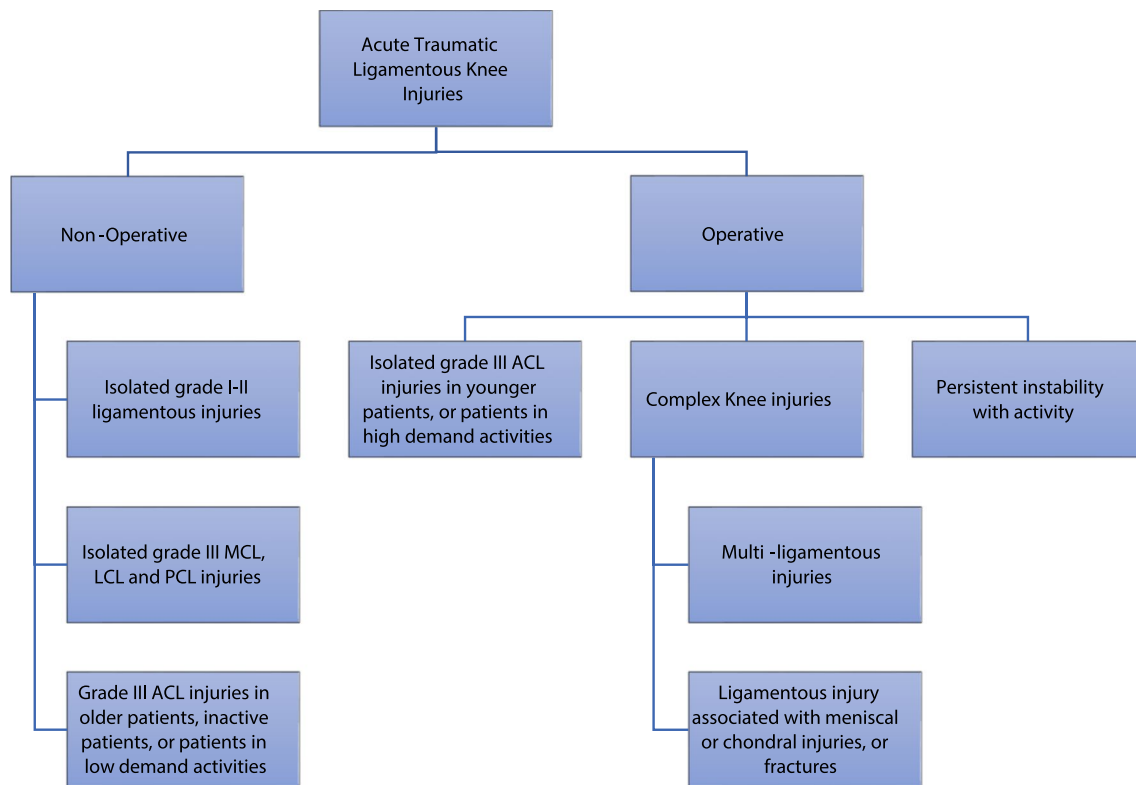 Acute Traumatic
Ligamentous Knee
Injuries
Non-Operative
Operative
Isolated grade I-II
ligamentous injuries
Isolated grade III ACL
injuries in younger
patients, or patients in
high demand activities
Complex Knee injuries
Persistent instability
with activity
Isolated grade III MCL,
LCL and PCL injuries
Multi -ligamentous
injuries
Grade III ACL injuries in
older patients, inactive
patients, or patients in
low demand activities
Ligamentous injury
associated with meniscal
or chondral injuries, or
fractures